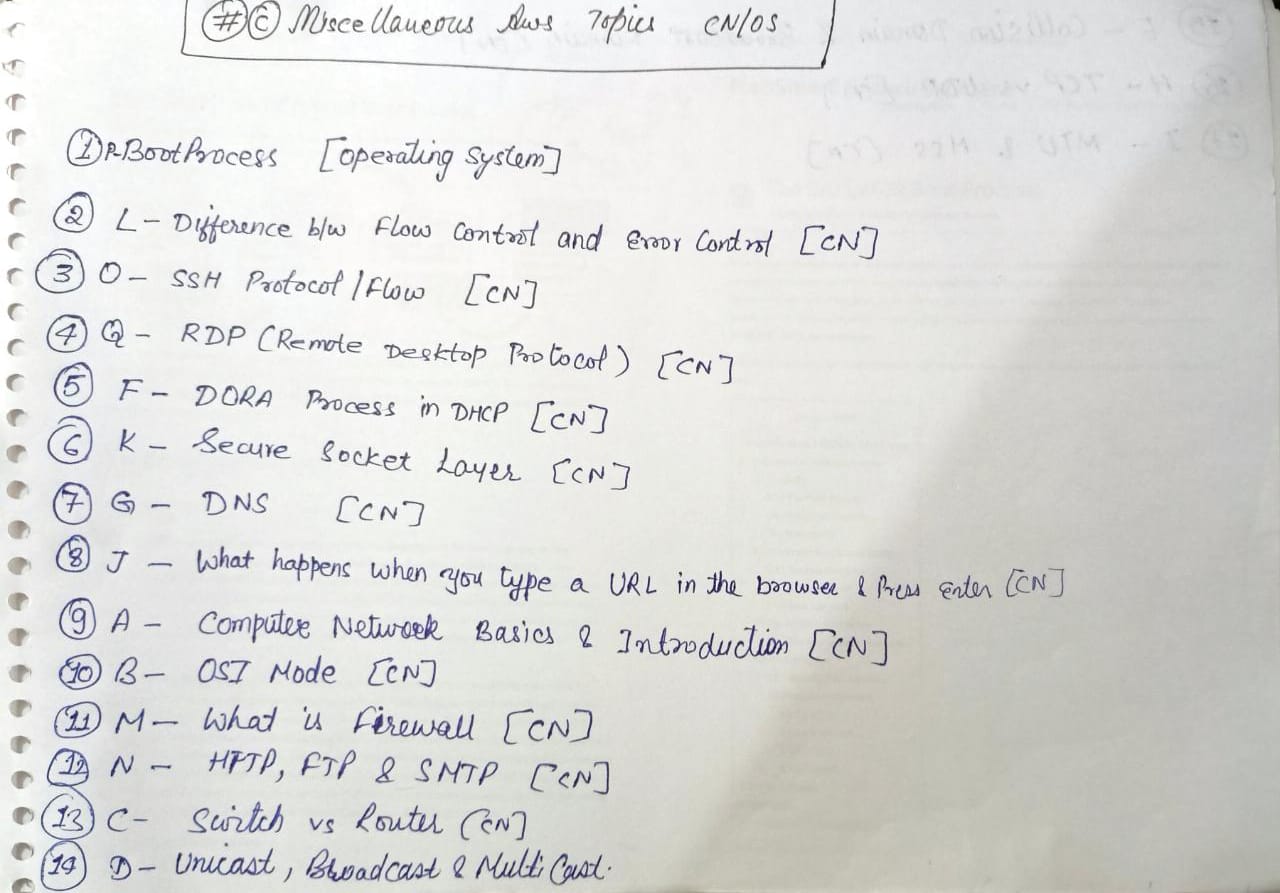 #© Miscellaneous Aws Topics CN/OS
① R-Boot Process [operating System]
② L- Difference b/w Flow Control and Error Control [CN]
③ O- SSH Protocol / Flow [CN]
④ Q- RDP (Remote Desktop Protocol) [CN]
⑤ F- DORA Process in DHCP [CN]
⑥ K- Secure Socket Layer [CN]
⑦ G- DNS [CN]
⑧ J- What happens when you type a URL in the browser & Press Enter [CN]
⑨ A- Computer Network Basics & Introduction [CN]
⑩ B- OSI Mode [CN]
⑪ M- What is Firewall [CN]
⑫ N- HTTP, FTP & SMTP [CN]
⑬ C- Switch vs Router [CN]
⑭ D- Unicast, Broadcast & Multi Cast.